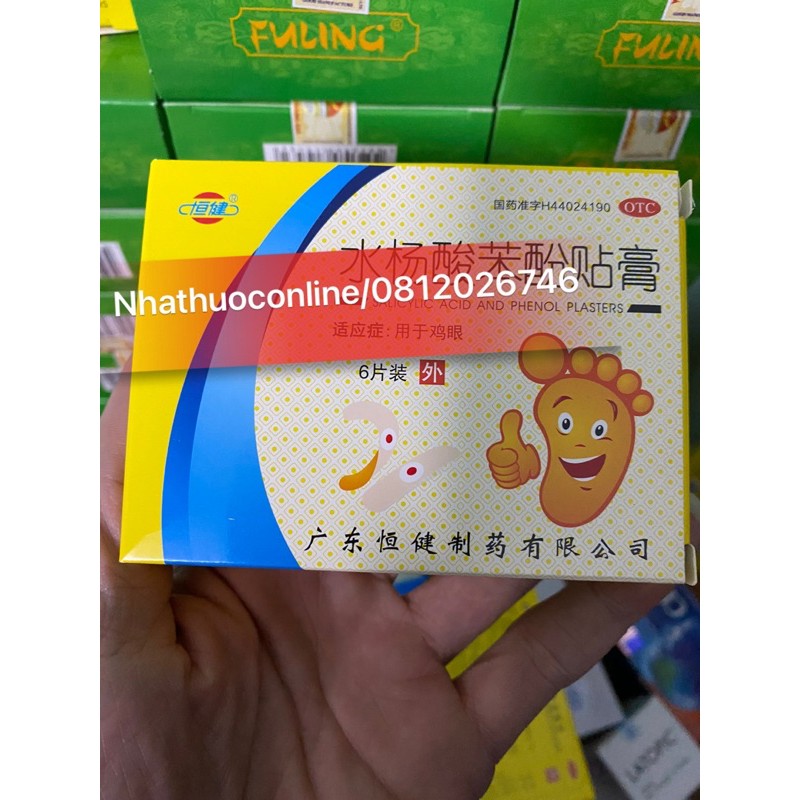 FULING®
FULING
恒健®
国药准字H44024190 OTC
水杨酸苯酚贴膏
SALICYLIC ACID AND PHENOL PLASTERS
Nhathuoconline/0812026746
适应症: 用于鸡眼
6片装 外
广东恒健制药有限公司
LATOPIC